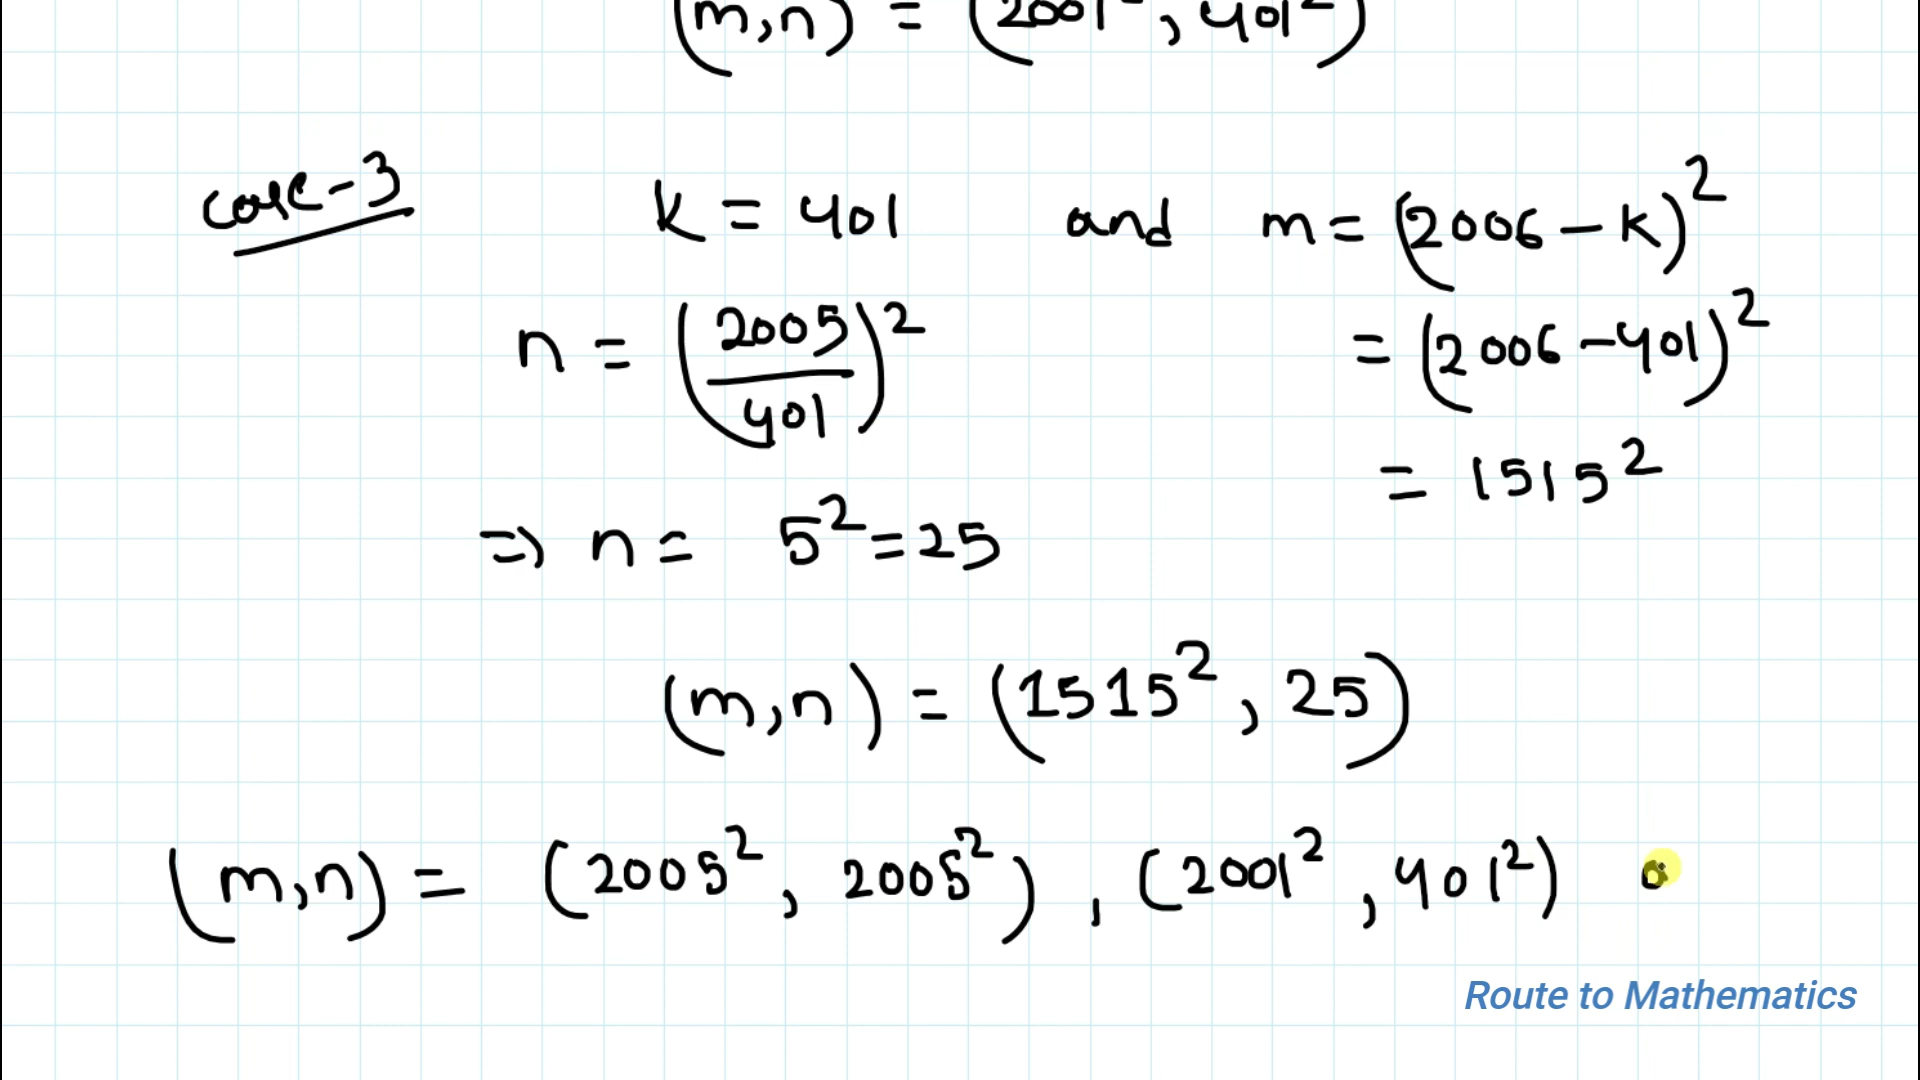 (m,n) = (2001², 401²)
case-3 k = 401 and m = (2006 - k)²
n = (2005/401)² = (2006 - 401)²
= 1515²
⇒ n = 5² = 25
(m,n) = (1515², 25)
(m,n) = (2005², 2005²), (2001², 401²)
Route to Mathematics